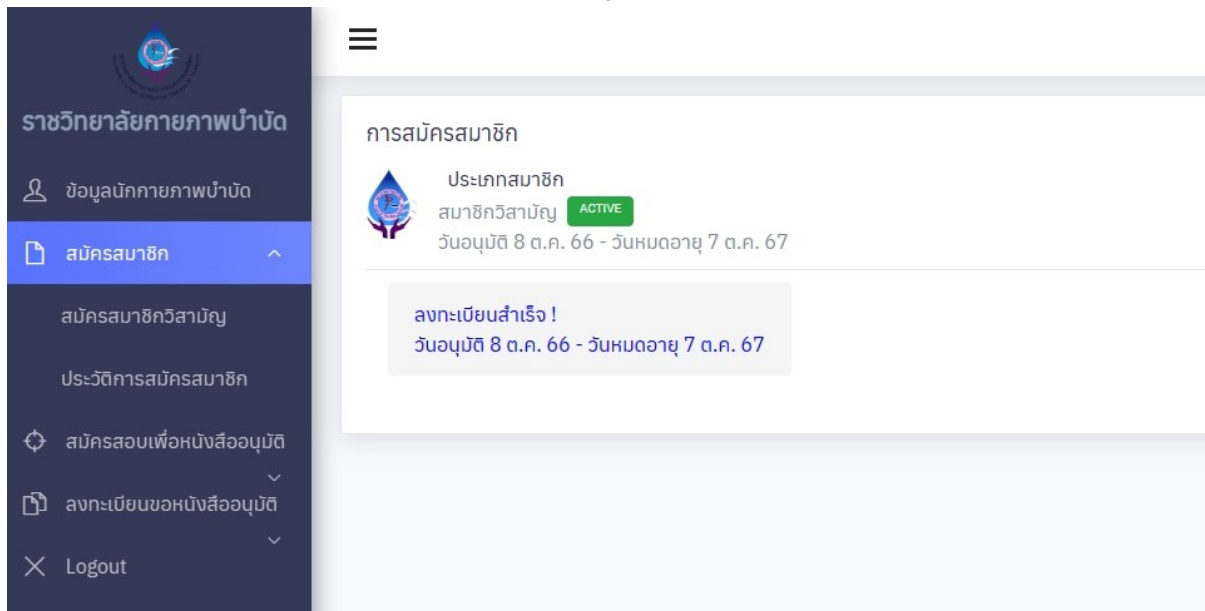 ราชวิทยาลัยกายภาพบำบัด
ข้อมูลนักกายภาพบำบัด
สมัครสมาชิก
สมัครสมาชิกวิสามัญ
ประวัติการสมัครสมาชิก
สมัครสอบเพื่อหนังสืออนุมัติ
ลงทะเบียนขอหนังสืออนุมัติ
Logout
การสมัครสมาชิก
ประเภทสมาชิก
สมาชิกวิสามัญ ACTIVE
วันอนุมัติ 8 ต.ค. 66 - วันหมดอายุ 7 ต.ค. 67
ลงทะเบียนสำเร็จ !
วันอนุมัติ 8 ต.ค. 66 - วันหมดอายุ 7 ต.ค. 67